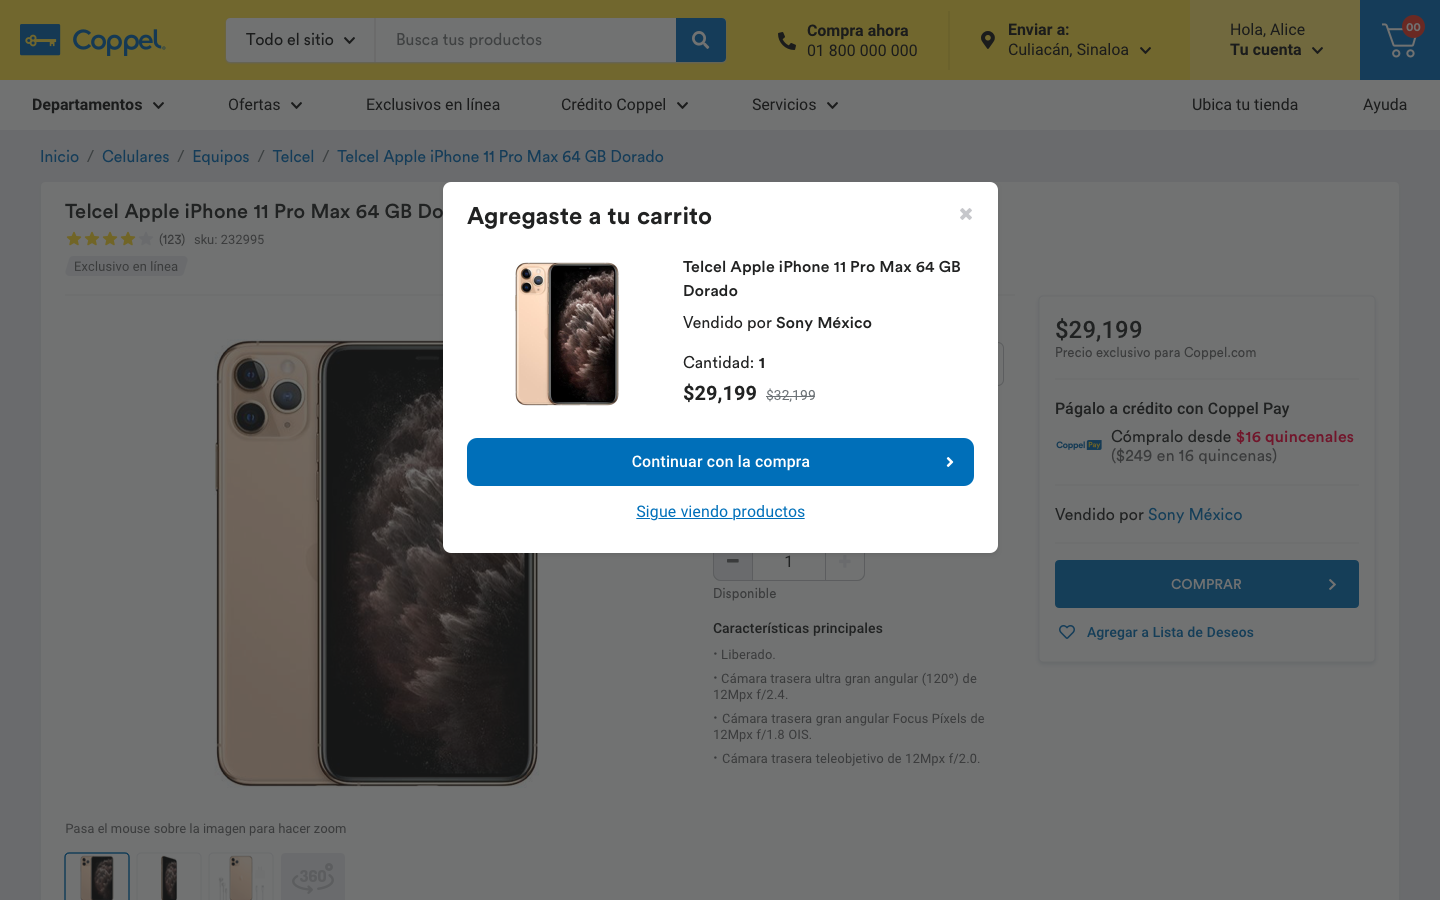 Coppel.
Todo el sitio
Busca tus productos
Compra ahora
01 800 000 000
Enviar a:
Culiacán, Sinaloa
Hola, Alice
Tu cuenta
00
Departamentos
Ofertas
Exclusivos en línea
Crédito Coppel
Servicios
Ubica tu tienda
Ayuda
Inicio / Celulares / Equipos / Telcel / Telcel Apple iPhone 11 Pro Max 64 GB Dorado
Telcel Apple iPhone 11 Pro Max 64 GB Do
(123) sku: 232995
Exclusivo en línea
Agregaste a tu carrito
Telcel Apple iPhone 11 Pro Max 64 GB
Dorado
Vendido por Sony México
Cantidad: 1
$29,199 $32,199
Continuar con la compra
Sigue viendo productos
1
Disponible
Características principales
• Liberado.
• Cámara trasera ultra gran angular (120º) de
12Mpx f/2.4.
• Cámara trasera gran angular Focus Píxels de
12Mpx f/1.8 OIS.
• Cámara trasera teleobjetivo de 12Mpx f/2.0.
$29,199
Precio exclusivo para Coppel.com
Págalo a crédito con Coppel Pay
Coppel Pay
Cómpralo desde $16 quincenales
($249 en 16 quincenas)
Vendido por Sony México
COMPRAR
Agregar a Lista de Deseos
Pasa el mouse sobre la imagen para hacer zoom
360°